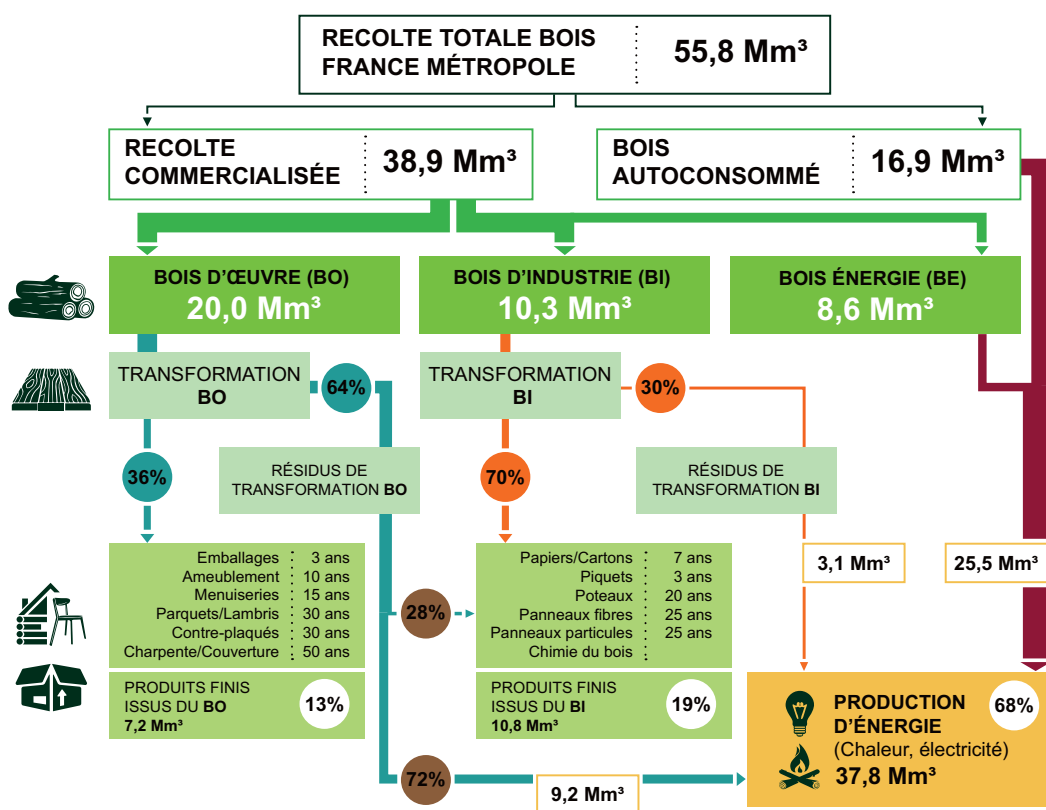 RECOLTE TOTALE BOIS
FRANCE MÉTROPOLE
55,8 Mm³
RECOLTE
COMMERCIALISÉE
38,9 Mm³
BOIS
AUTOCONSOMMÉ
16,9 Mm³
BOIS D'ŒUVRE (BO)
20,0 Mm³
BOIS D'INDUSTRIE (BI)
10,3 Mm³
BOIS ÉNERGIE (BE)
8,6 Mm³
TRANSFORMATION
BO
64%
TRANSFORMATION
BI
30%
36%
RÉSIDUS DE
TRANSFORMATION BO
70%
RÉSIDUS DE
TRANSFORMATION BI
3,1 Mm³
25,5 Mm³
Emballages 3 ans
Ameublement 10 ans
Menuiseries 15 ans
Parquets/Lambris 30 ans
Contre-plaqués 30 ans
Charpente/Couverture 50 ans
28%
Papiers/Cartons 7 ans
Piquets 3 ans
Poteaux 20 ans
Panneaux fibres 25 ans
Panneaux particules 25 ans
Chimie du bois
PRODUITS FINIS
ISSUS DU BO
7,2 Mm³
13%
PRODUITS FINIS
ISSUS DU BI
10,8 Mm³
19%
PRODUCTION
D'ÉNERGIE
(Chaleur, électricité)
37,8 Mm³
68%
72%
9,2 Mm³